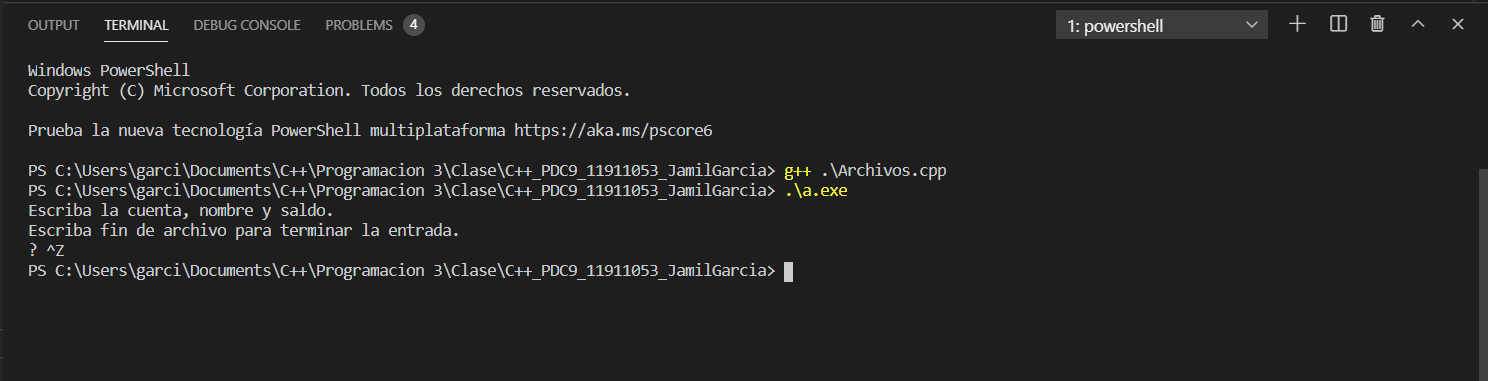 OUTPUT TERMINAL DEBUG CONSOLE PROBLEMS 4 1: powershell
Windows PowerShell
Copyright (C) Microsoft Corporation. Todos los derechos reservados.
Prueba la nueva tecnología PowerShell multiplataforma https://aka.ms/pscore6
PS C:\Users\garci\Documents\C++\Programacion 3\Clase\C++_PDC9_11911053_JamilGarcia> g++ .\Archivos.cpp
PS C:\Users\garci\Documents\C++\Programacion 3\Clase\C++_PDC9_11911053_JamilGarcia> .\a.exe
Escriba la cuenta, nombre y saldo.
Escriba fin de archivo para terminar la entrada.
? ^Z
PS C:\Users\garci\Documents\C++\Programacion 3\Clase\C++_PDC9_11911053_JamilGarcia>